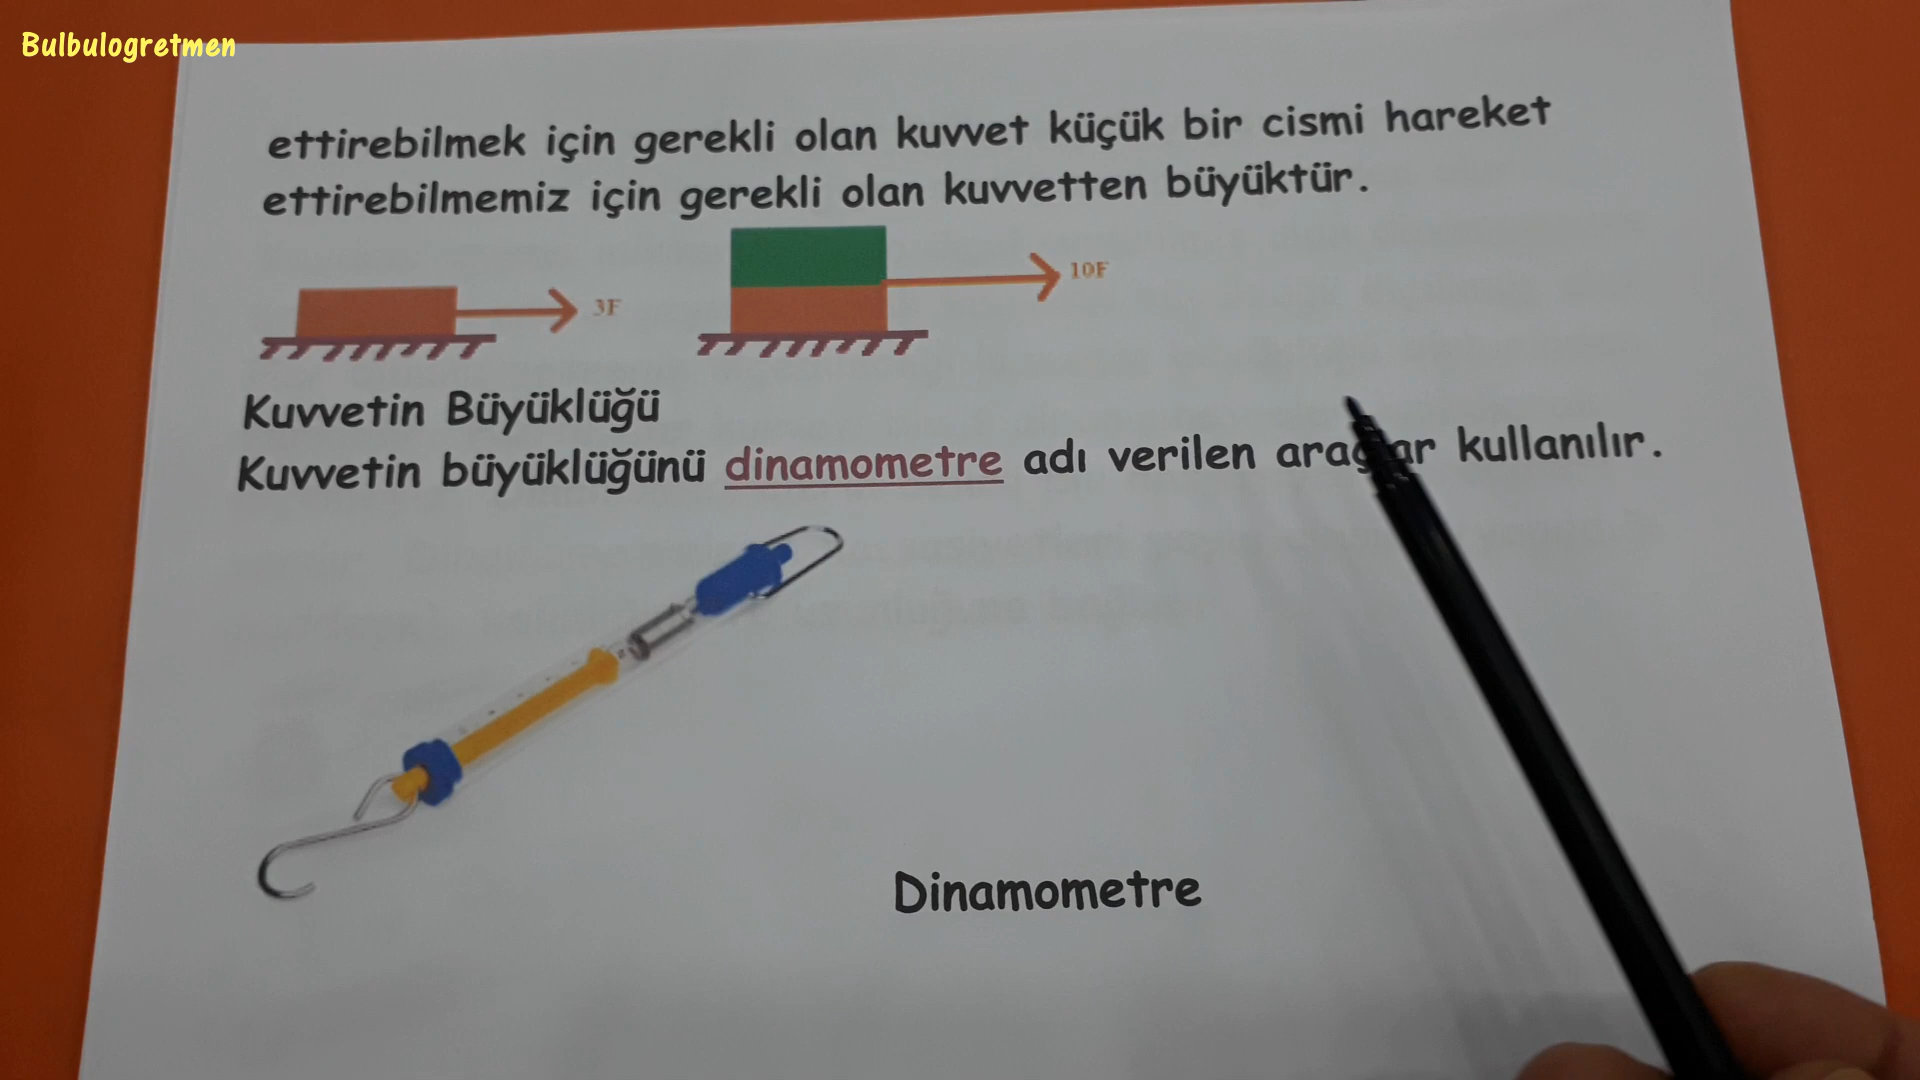 Bulbulogretmen
ettirebilmek için gerekli olan kuvvet küçük bir cismi hareket
ettirebilmemiz için gerekli olan kuvvetten büyüktür.
3F
10F
Kuvvetin Büyüklüğü
Kuvvetin büyüklüğünü dinamometre adı verilen araçlar kullanılır.
Dinamometre